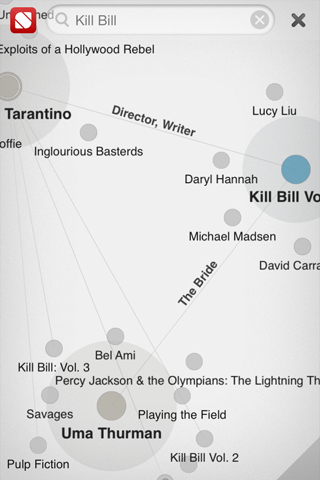 Kill Bill
Exploits of a Hollywood Rebel
Tarantino
Director, Writer
Lucy Liu
offie
Inglourious Basterds
Daryl Hannah
Kill Bill Vo
Michael Madsen
David Carra
The Bride
Bel Ami
Kill Bill: Vol. 3
Percy Jackson & the Olympians: The Lightning Th
Savages
Playing the Field
Uma Thurman
Kill Bill Vol. 2
Pulp Fiction